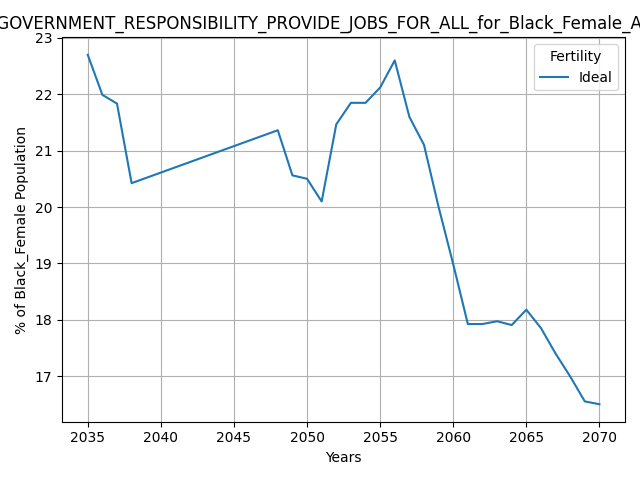 GOVERNMENT_RESPONSIBILITY_PROVIDE_JOBS_FOR_ALL_for_Black_Female_A
23
22
21
20
19
18
17
% of Black_Female Population
Fertility
Ideal
2035 2040 2045 2050 2055 2060 2065 2070
Years